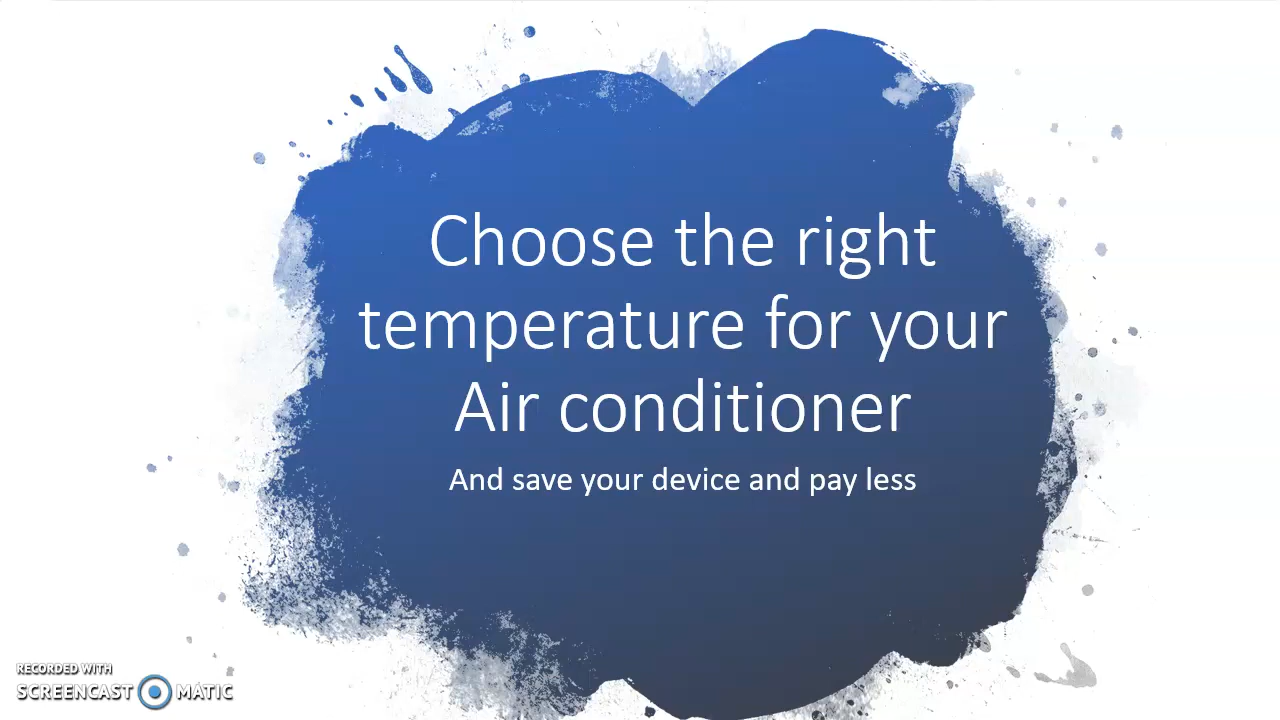 Choose the right
temperature for your
Air conditioner
And save your device and pay less
RECORDED WITH
SCREENCAST MATIC